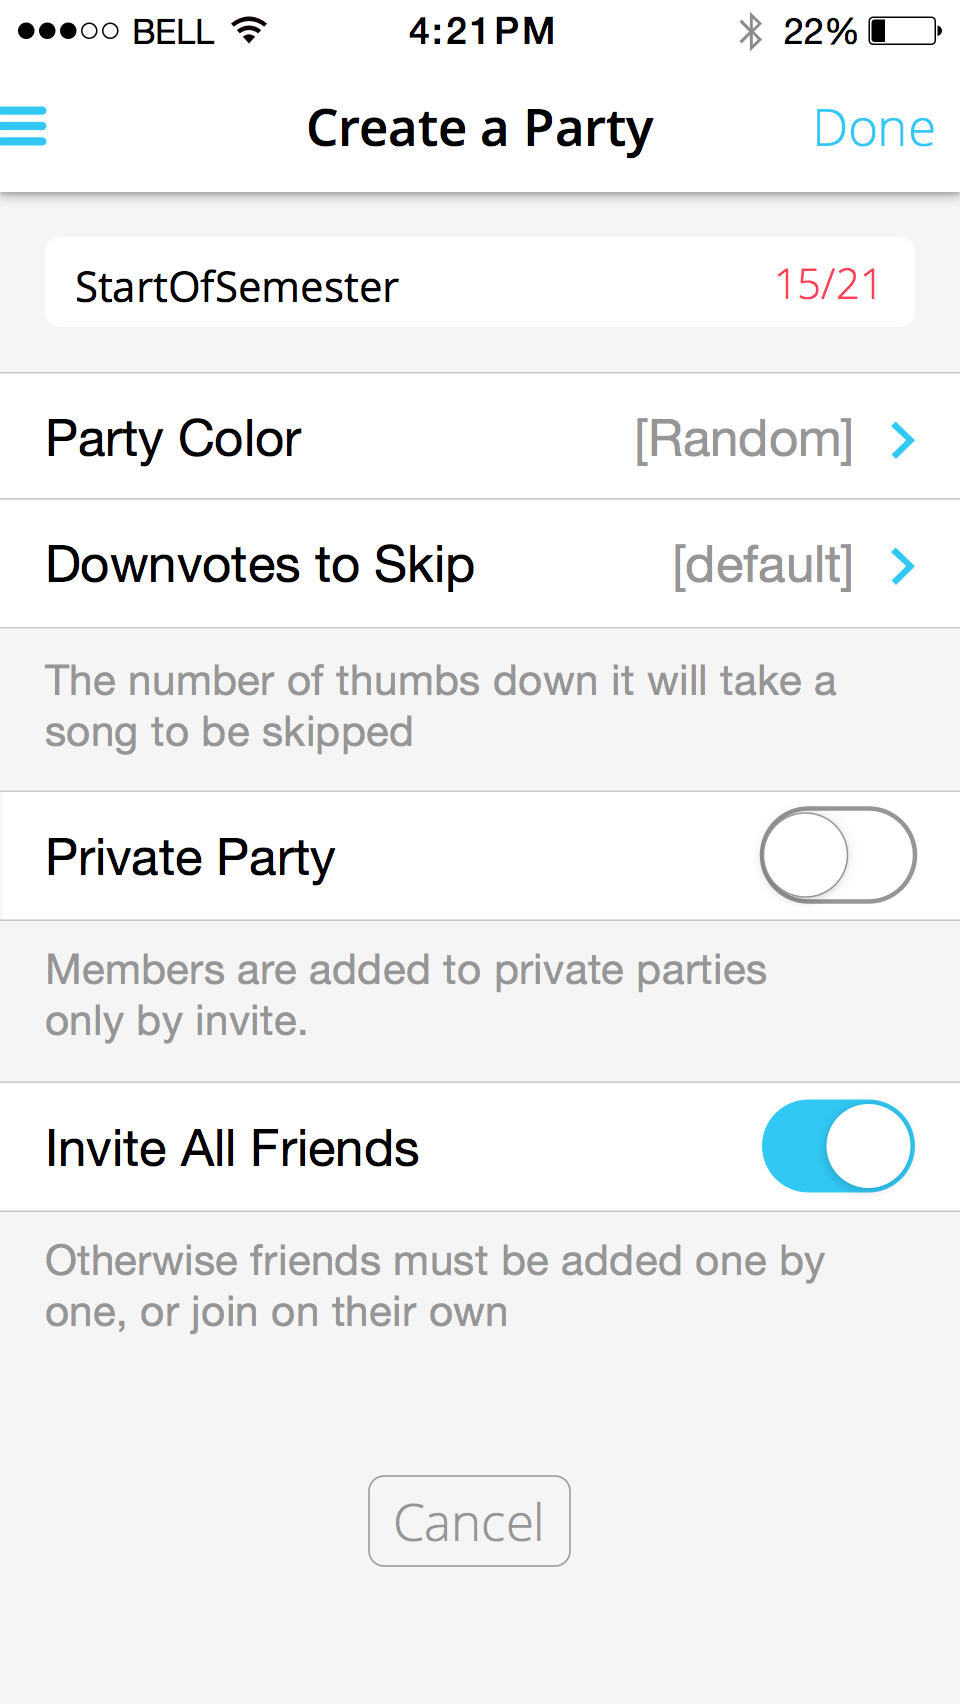 BELL 4:21PM 22%
Create a Party Done
StartOfSemester 15/21
Party Color [Random]
Downvotes to Skip [default]
The number of thumbs down it will take a
song to be skipped
Private Party
Members are added to private parties
only by invite.
Invite All Friends
Otherwise friends must be added one by
one, or join on their own
Cancel